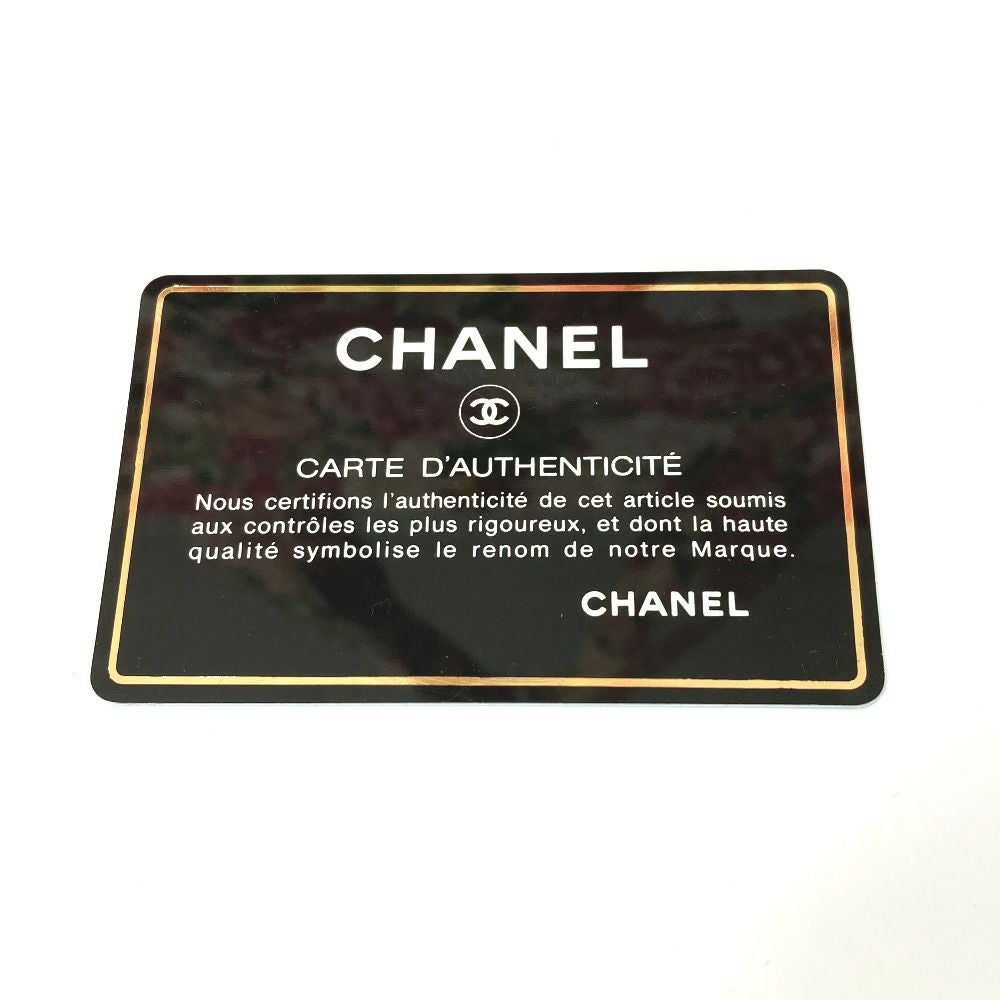 CHANEL
CARTE D'AUTHENTICITÉ
Nous certifions l'authenticité de cet article soumis
aux contrôles les plus rigoureux, et dont la haute
qualité symbolise le renom de notre Marque.
CHANEL